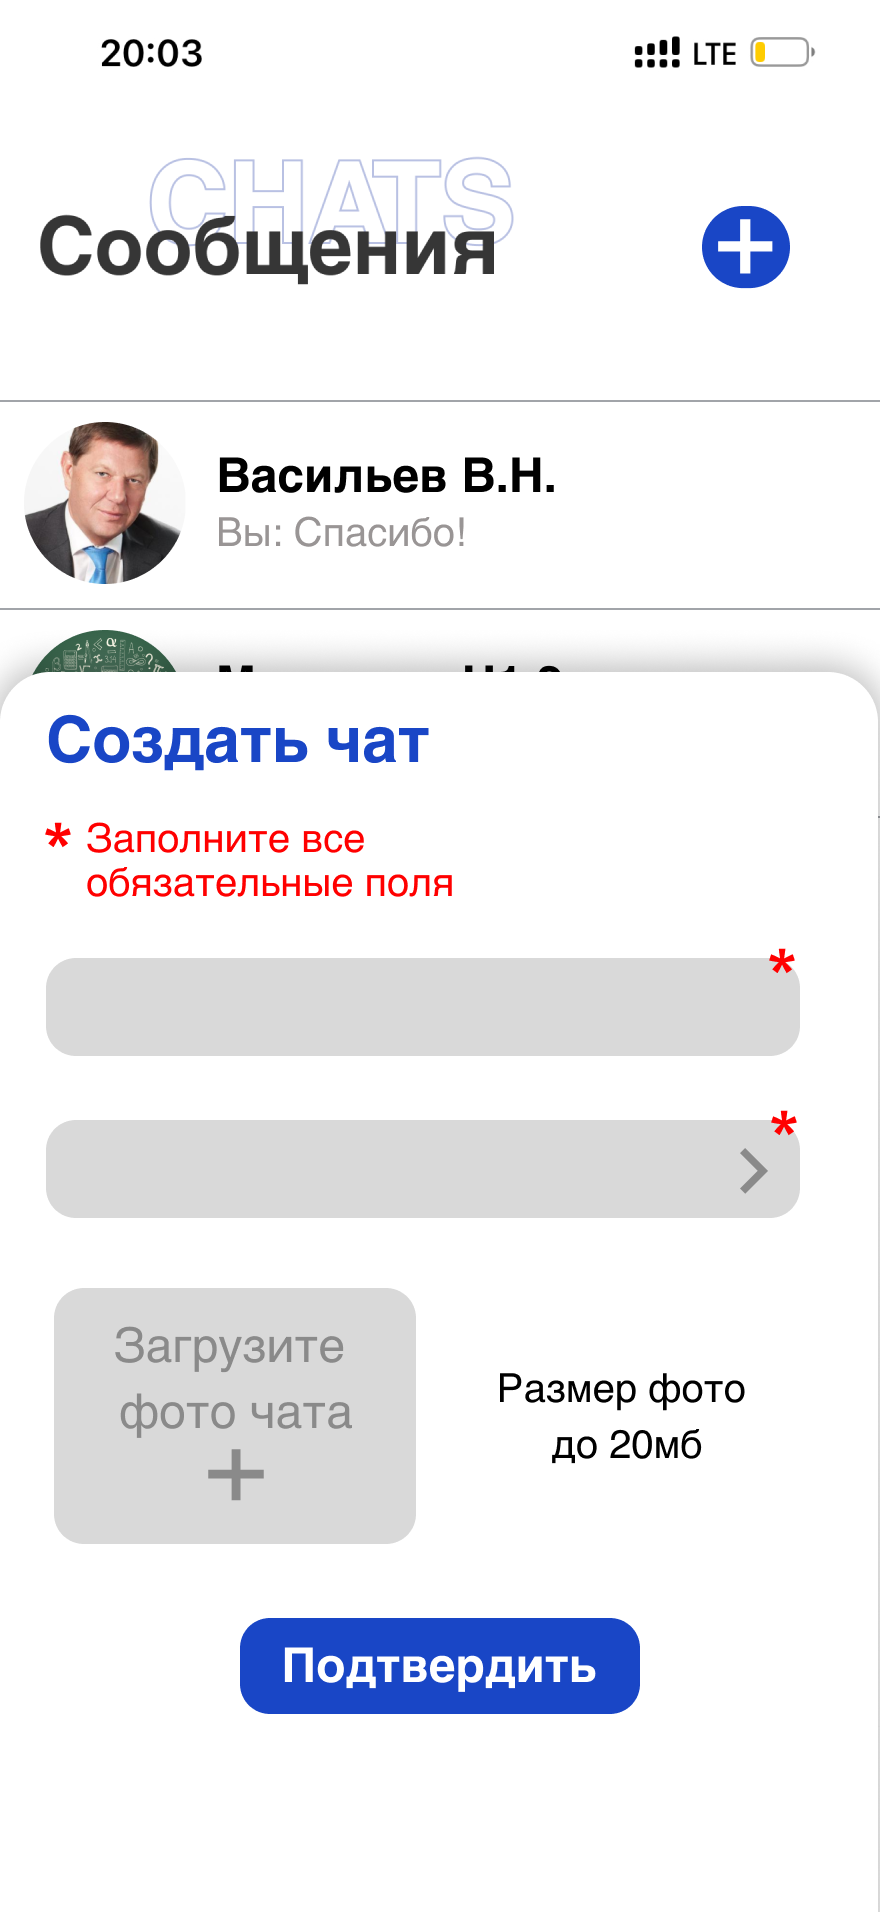 20:03
LTE
CHATS
Сообщения
Васильев В.Н.
Вы: Спасибо!
Создать чат
* Заполните все
обязательные поля
*
*
Загрузите
фото чата
Размер фото
до 20мб
Подтвердить